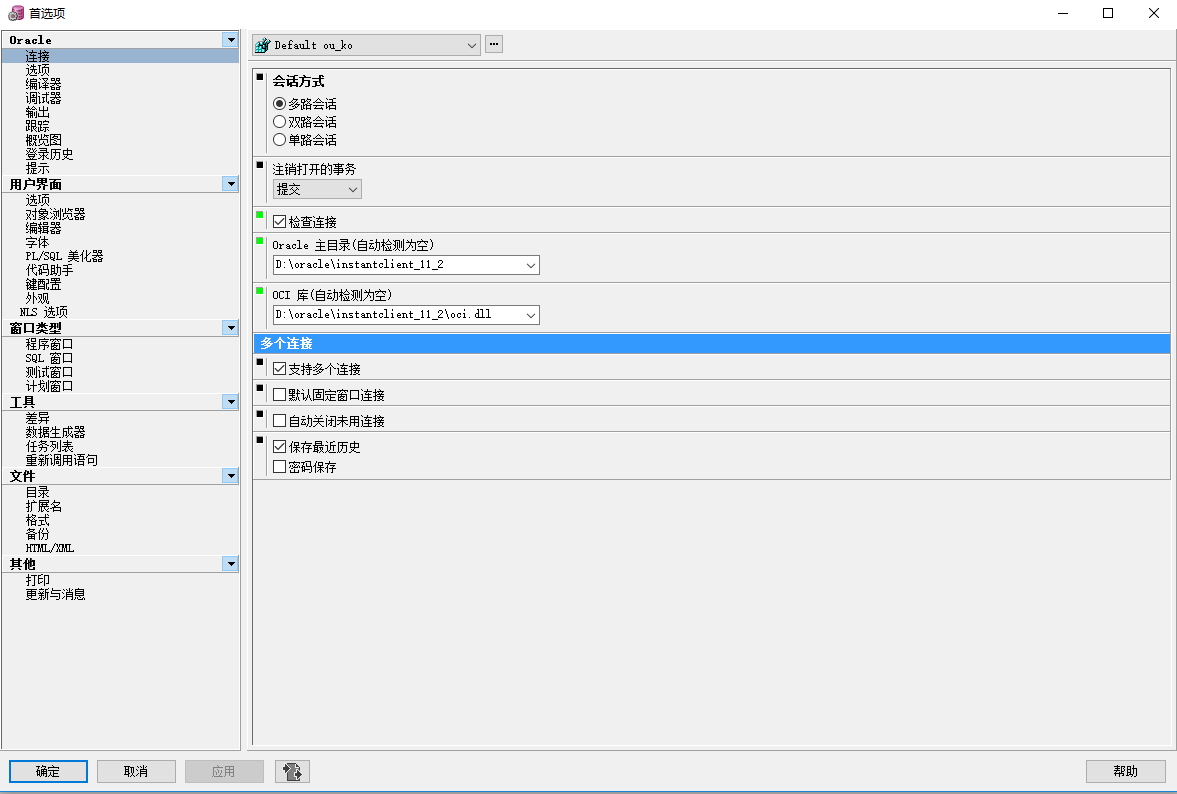 首选项
Oracle
连接
选项
编译器
调试器
输出
跟踪
概览图
登录历史
提示
用户界面
选项
对象浏览器
编辑器
字体
PL/SQL 美化器
代码助手
键配置
外观
NLS 选项
窗口类型
程序窗口
SQL 窗口
测试窗口
计划窗口
工具
差异
数据生成器
任务列表
重新调用语句
文件
目录
扩展名
格式
备份
HTML/XML
其他
打印
更新与消息
Default ou_ko
会话方式
多路会话
双路会话
单路会话
注销打开的事务
提交
检查连接
Oracle 主目录(自动检测为空)
D:\oracle\instantclient_11_2
OCI 库(自动检测为空)
D:\oracle\instantclient_11_2\oci.dll
多个连接
支持多个连接
默认固定窗口连接
自动关闭未用连接
保存最近历史
密码保存
确定
取消
应用
帮助